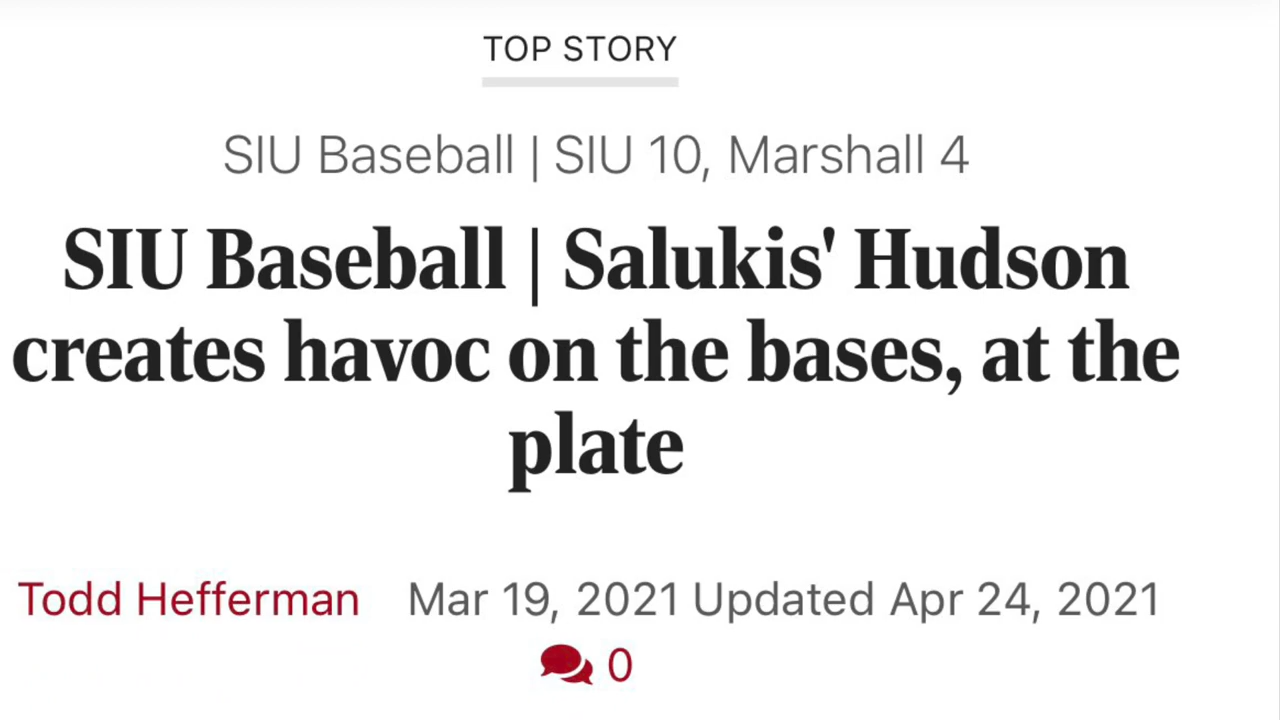 TOP STORY
SIU Baseball | SIU 10, Marshall 4
SIU Baseball | Salukis' Hudson
creates havoc on the bases, at the
plate
Todd Hefferman Mar 19, 2021 Updated Apr 24, 2021
0